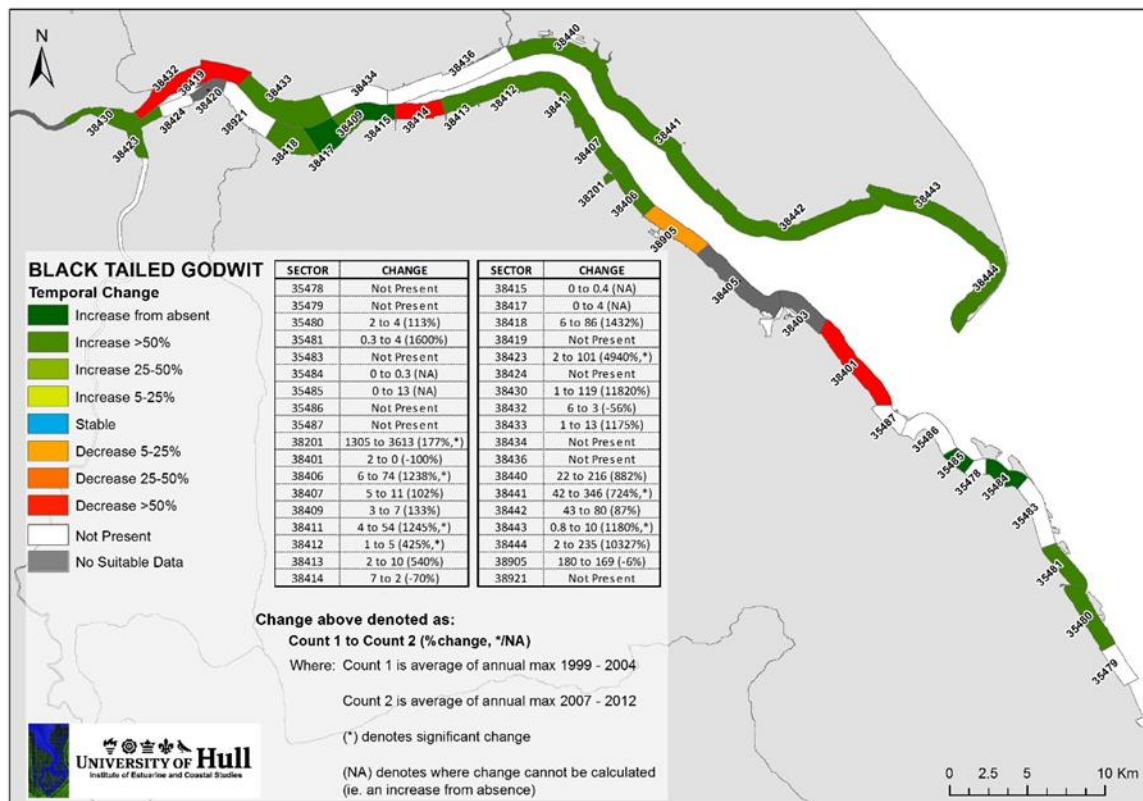 N
38432
38419
38420
38433
38434
38436
38440
38430
38424
38423
38921
38418
38417
38409
38415
38414
38413
38412
38411
38407
38201
38406
38905
38405
38403
38401
38441
38442
38443
38444
35487
35486
35485
35478
35484
35483
35481
35480
35479
BLACK TAILED GODWIT
Temporal Change
Increase from absent
Increase >50%
Increase 25-50%
Increase 5-25%
Stable
Decrease 5-25%
Decrease 25-50%
Decrease >50%
Not Present
No Suitable Data
SECTOR CHANGE
35478 Not Present
35479 Not Present
35480 2 to 4 (113%)
35481 0.3 to 4 (1600%)
35483 Not Present
35484 0 to 0.3 (NA)
35485 0 to 13 (NA)
35486 Not Present
35487 Not Present
38201 1305 to 3613 (177%,*)
38401 2 to 0 (-100%)
38406 6 to 74 (1238%,*)
38407 5 to 11 (102%)
38409 3 to 7 (133%)
38411 4 to 54 (1245%,*)
38412 1 to 5 (425%,*)
38413 2 to 10 (540%)
38414 7 to 2 (-70%)
SECTOR CHANGE
38415 0 to 0.4 (NA)
38417 0 to 4 (NA)
38418 6 to 86 (1432%)
38419 Not Present
38423 2 to 101 (4940%,*)
38424 Not Present
38430 1 to 119 (11820%)
38432 6 to 3 (-56%)
38433 1 to 13 (1175%)
38434 Not Present
38436 Not Present
38440 22 to 216 (882%)
38441 42 to 346 (724%,*)
38442 43 to 80 (87%)
38443 0.8 to 10 (1180%,*)
38444 2 to 235 (10327%)
38905 180 to 169 (-6%)
38921 Not Present
Change above denoted as:
Count 1 to Count 2 (%change, */NA)
Where: Count 1 is average of annual max 1999 - 2004
Count 2 is average of annual max 2007 - 2012
(*) denotes significant change
(NA) denotes where change cannot be calculated
(ie. an increase from absence)
UNIVERSITY OF Hull
Institute of Estuarine and Coastal Studies
0 2.5 5 10 Km